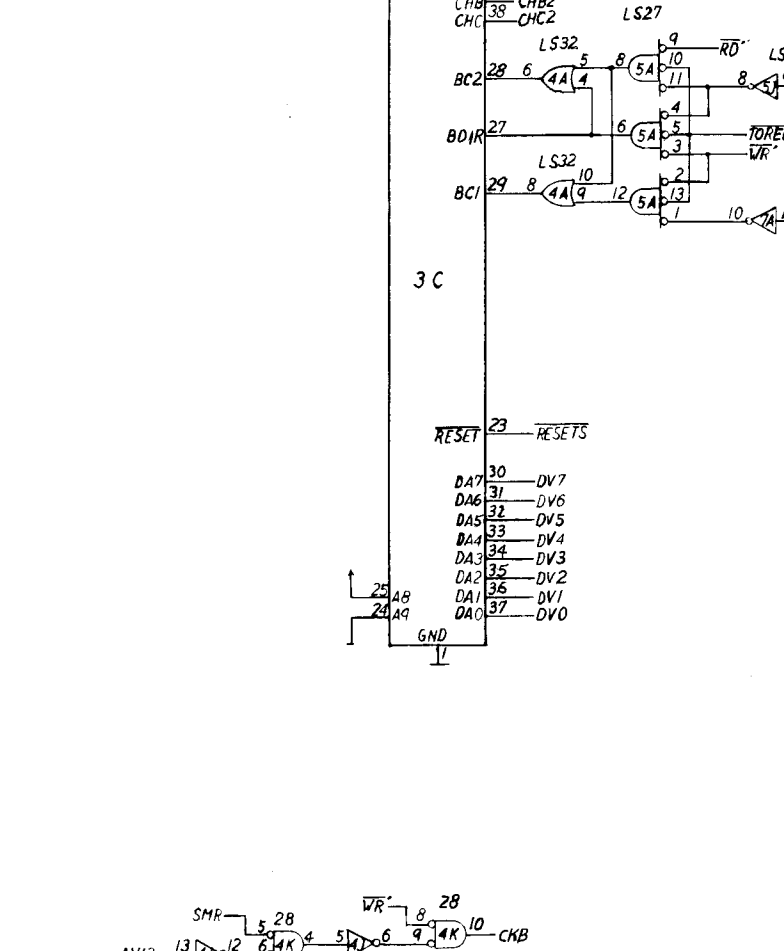 CHB CHB2
CHC 38 CHC2
LS27
LS32
9 RD
BC2 28 6 4A 5 8 5A 10
4 11 8
4
BDIR 27 6 5A 5
3 WR
LS32
10 2
BC1 29 8 4A 9 12 5A 13
1 10 7A
3C
RESET 23 RESETS
DA7 30 DV7
DA6 31 DV6
DA5 32 DV5
DA4 33 DV4
DA3 34 DV3
DA2 35 DV2
25 A8 DA1 36 DV1
24 A9 DA0 37 DV0
GND
1
WR 28
SMR 28 8
5 4K 4 5 6 9 4K 10 CKB
13 12 6